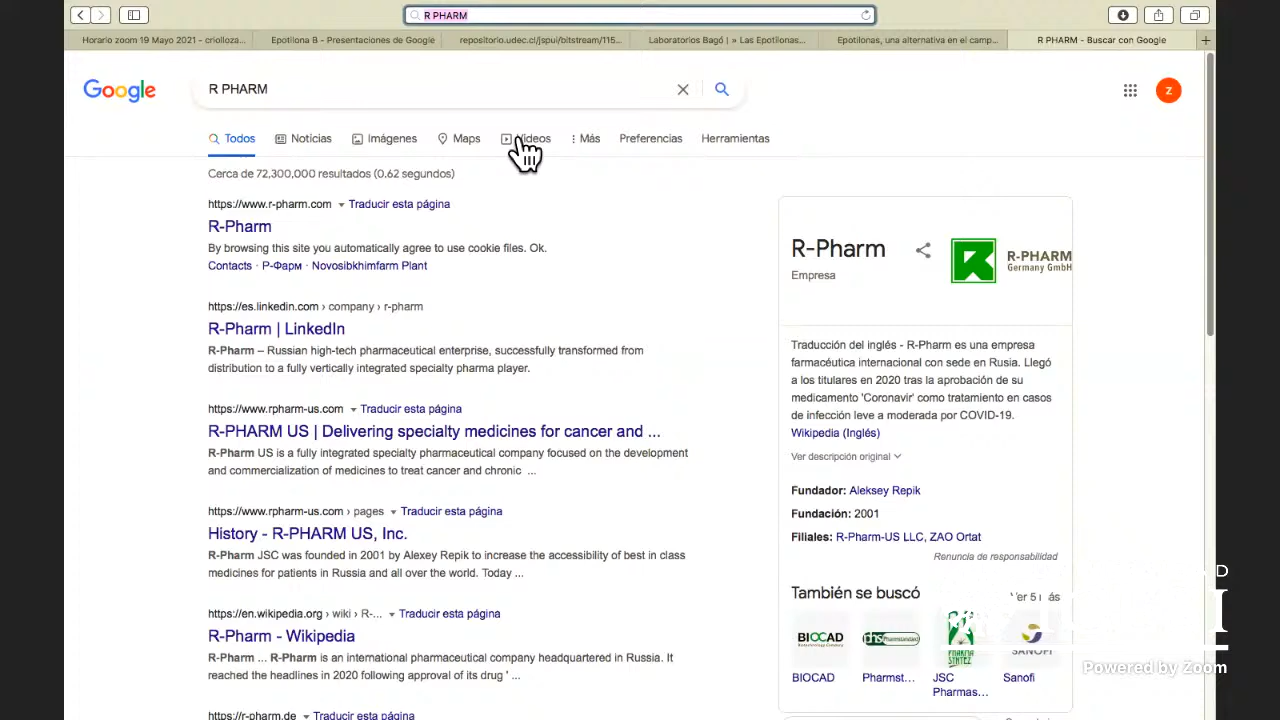 R PHARM
Horario zoom 19 Mayo 2021 - criolloza...
Epotilona B - Presentaciones de Google
repositorio.udec.cl/jspui/bitstream/115...
Laboratorios Bagó | » Las Epotilonas,...
Epotilonas, una alternativa en el camp...
R PHARM - Buscar con Google
Google
R PHARM
z
Todos
Noticias
Imágenes
Maps
Más
Preferencias
Herramientas
Cerca de 72,300,000 resultados (0.62 segundos)
https://www.r-pharm.com
Traducir esta página
R-Pharm
By browsing this site you automatically agree to use cookie files. Ok.
Contacts · Р-Фарм · Novosibkhimfarm Plant
https://es.linkedin.com › company › r-pharm
R-Pharm | LinkedIn
R-Pharm – Russian high-tech pharmaceutical enterprise, successfully transformed from
distribution to a fully vertically integrated specialty pharma player.
https://www.rpharm-us.com
Traducir esta página
R-PHARM US | Delivering specialty medicines for cancer and ...
R-Pharm US is a fully integrated specialty pharmaceutical company focused on the development
and commercialization of medicines to treat cancer and chronic ...
https://www.rpharm-us.com › pages
Traducir esta página
History - R-PHARM US, Inc.
R-Pharm JSC was founded in 2001 by Alexey Repik to increase the accessibility of best in class
medicines for patients in Russia and all over the world. Today ...
https://en.wikipedia.org › wiki › R-...
Traducir esta página
R-Pharm - Wikipedia
R-Pharm ... R-Pharm is an international pharmaceutical company headquartered in Russia. It
reached the headlines in 2020 following approval of its drug ' ...
https://r-pharm.de
Traducir esta página
R-Pharm
Empresa
R-PHARM
Germany GmbH
Traducción del inglés - R-Pharm es una empresa
farmacéutica internacional con sede en Rusia. Llegó
a los titulares en 2020 tras la aprobación de su
medicamento 'Coronavir' como tratamiento en casos
de infección leve a moderada por COVID-19.
Wikipedia (Inglés)
Ver descripción original
Fundador: Aleksey Repik
Fundación: 2001
Filiales: R-Pharm-US LLC, ZAO Ortat
Renuncia de responsabilidad
También se buscó
Ver 5 más
BIOCAD
SANOFI
BIOCAD
Pharmst...
JSC
Pharmas...
Sanofi
Powered by Zoom